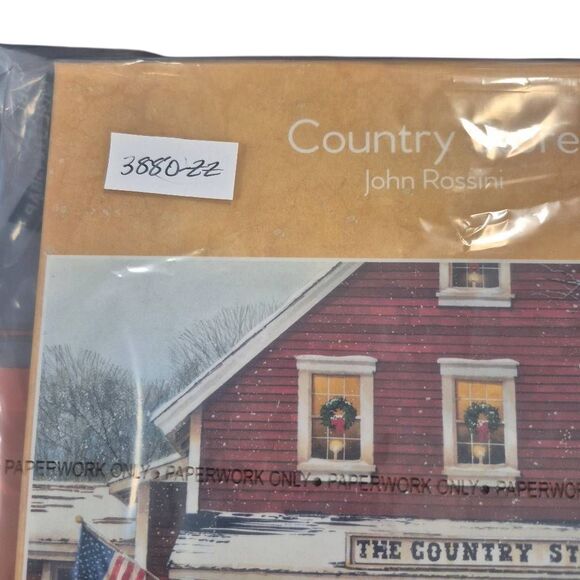 Country
3880-ZZ
John Rossini
PAPERWORK ONLY • PAPERWORK ONLY • PAPERWORK ONLY • PAPERWOR
THE COUNTRY ST